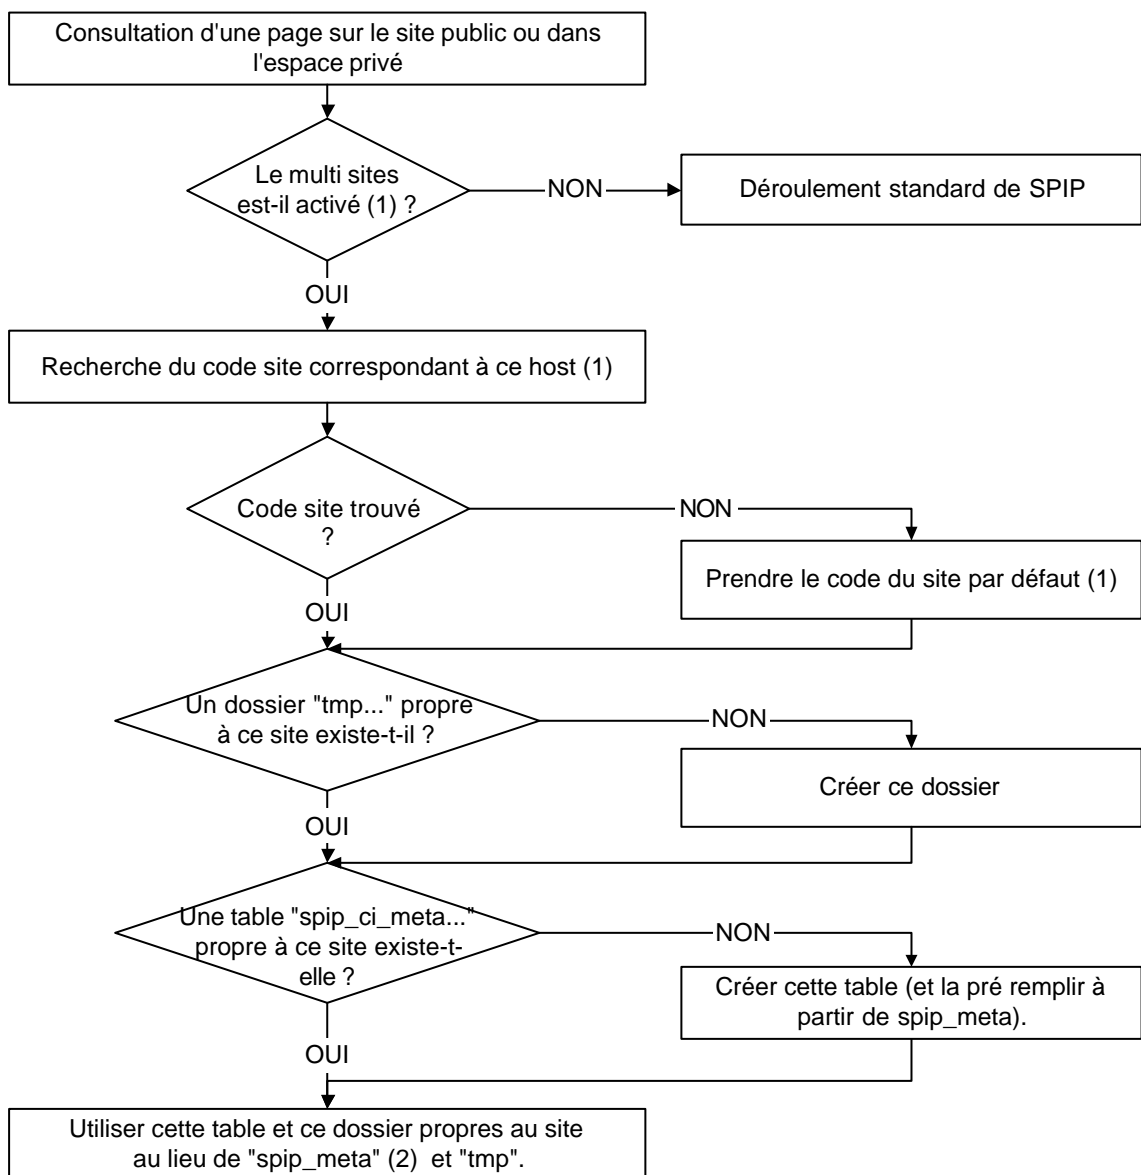 Consultation d'une page sur le site public ou dans
l'espace privé
Le multi sites
est-il activé (1) ?
NON
Déroulement standard de SPIP
OUI
Recherche du code site correspondant à ce host (1)
Code site trouvé
?
NON
Prendre le code du site par défaut (1)
OUI
Un dossier "tmp..." propre
à ce site existe-t-il ?
NON
Créer ce dossier
OUI
Une table "spip_ci_meta..."
propre à ce site existe-t-
elle ?
NON
Créer cette table (et la pré remplir à
partir de spip_meta).
OUI
Utiliser cette table et ce dossier propres au site
au lieu de "spip_meta" (2) et "tmp".